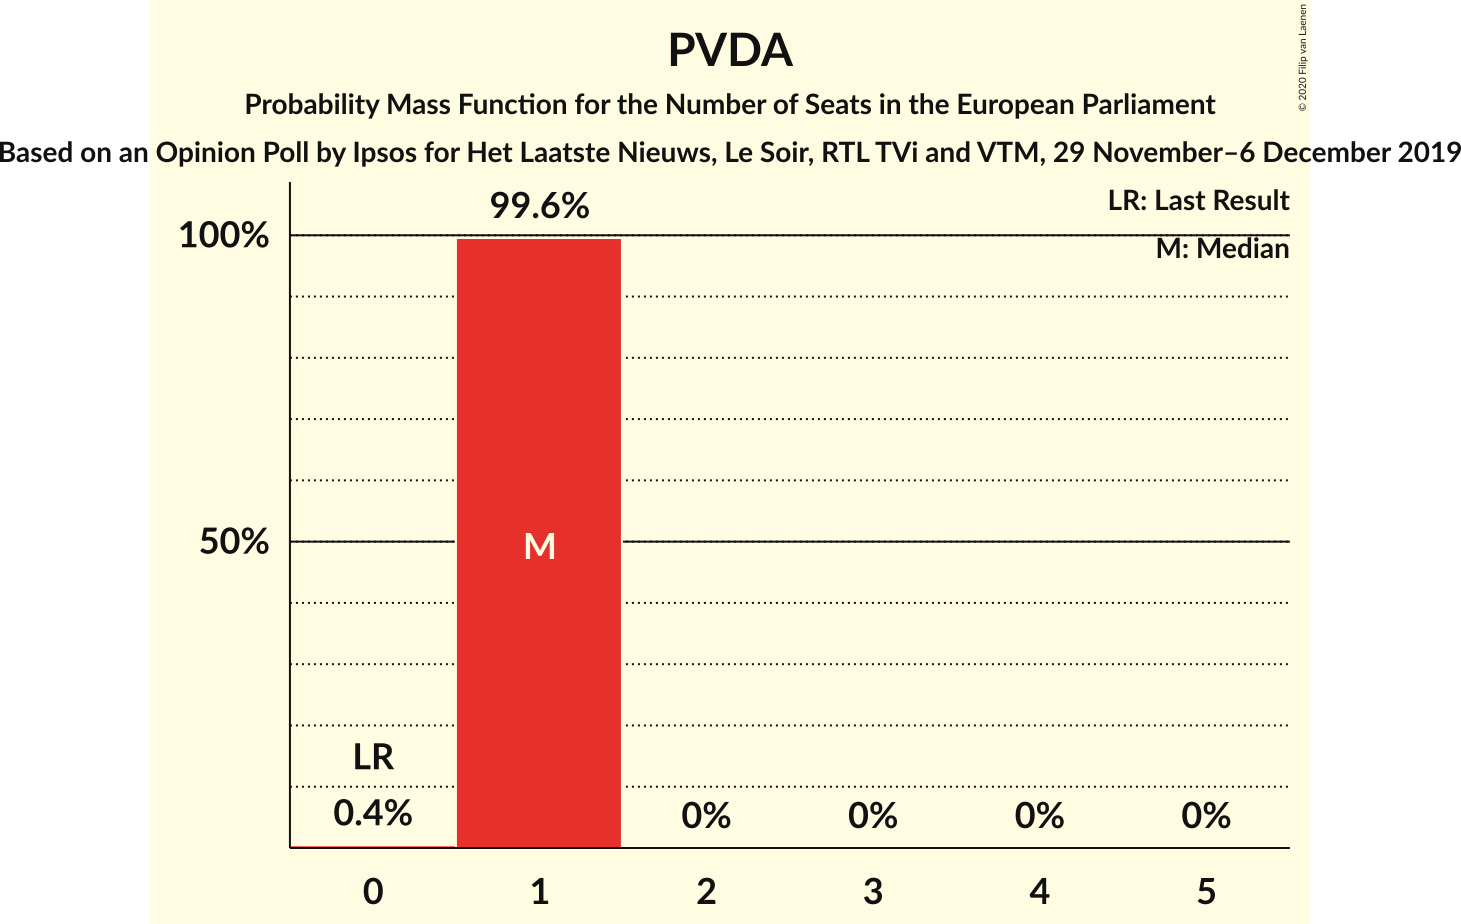 PVDA
Probability Mass Function for the Number of Seats in the European Parliament
Based on an Opinion Poll by Ipsos for Het Laatste Nieuws, Le Soir, RTL TVi and VTM, 29 November–6 December 2019
© 2020 Filip van Laenen
LR: Last Result
M: Median
99.6%
100%
50%
M
LR
0.4%
0% 0% 0% 0%
0 1 2 3 4 5